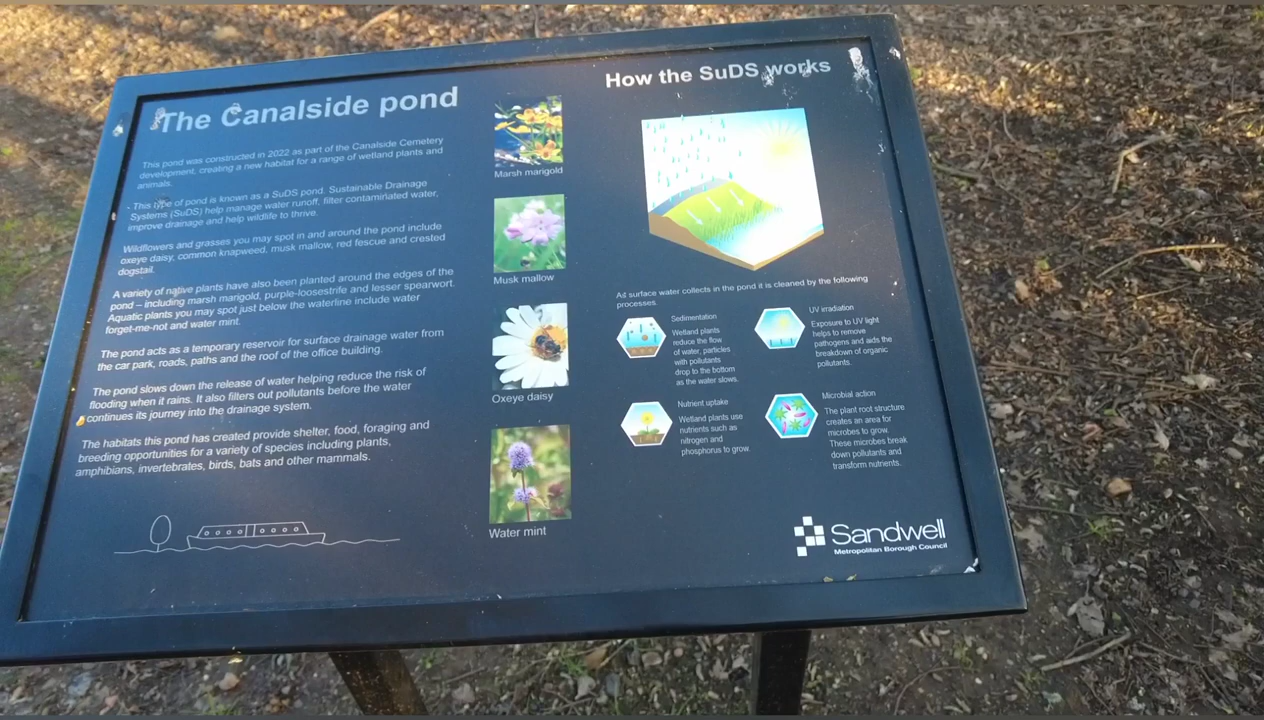 The Canalside pond
This pond was constructed in 2022 as part of the Canalside Cemetery
development, creating a new habitat for a range of wetland plants and
animals.
This type of pond is known as a SuDS pond. Sustainable Drainage
Systems (SuDS) help manage water runoff, filter contaminated water,
improve drainage and help wildlife to thrive.
Wildflowers and grasses you may spot in and around the pond include
oxeye daisy, common knapweed, musk mallow, red fescue and crested
dogstail.
A variety of native plants have also been planted around the edges of the
pond – including marsh marigold, purple-loosestrife and lesser spearwort.
Aquatic plants you may spot just below the waterline include water
forget-me-not and water mint.
The pond acts as a temporary reservoir for surface drainage water from
the car park, roads, paths and the roof of the office building.
The pond slows down the release of water helping reduce the risk of
flooding when it rains. It also filters out pollutants before the water
continues its journey into the drainage system.
The habitats this pond has created provide shelter, food, foraging and
breeding opportunities for a variety of species including plants,
amphibians, invertebrates, birds, bats and other mammals.
Marsh marigold
Musk mallow
Oxeye daisy
Water mint
How the SuDS works
As surface water collects in the pond it is cleaned by the following
processes.
Sedimentation
Wetland plants
reduce the flow
of water, particles
with pollutants
drop to the bottom
as the water slows.
UV irradiation
Exposure to UV light
helps to remove
pathogens and aids the
breakdown of organic
pollutants.
Nutrient uptake
Wetland plants use
nutrients such as
nitrogen and
phosphorus to grow.
Microbial action
The plant root structure
creates an area for
microbes to grow.
These microbes break
down pollutants and
transform nutrients.
Sandwell
Metropolitan Borough Council